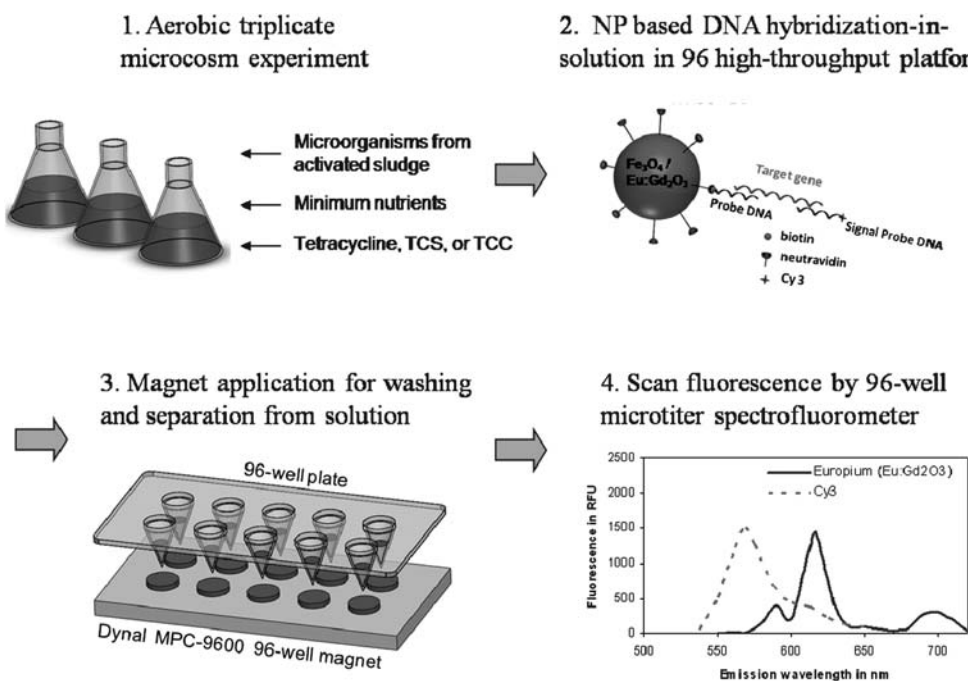 1. Aerobic triplicate
microcosm experiment
Microorganisms from
activated sludge
Minimum nutrients
Tetracycline, TCS, or TCC
2. NP based DNA hybridization-in-
solution in 96 high-throughput platfor
Fe₃O₄ /
Eu:Gd₂O₃
Target gene
Probe DNA
Signal Probe DNA
biotin
neutravidin
Cy3
3. Magnet application for washing
and separation from solution
96-well plate
Dynal MPC-9600 96-well magnet
4. Scan fluorescence by 96-well
microtiter spectrofluorometer
Fluorescence in RFU
2500
2000
1500
1000
500
0
Europium (Eu:Gd2O3)
Cy3
500 550 600 650 700
Emission wavelength in nm